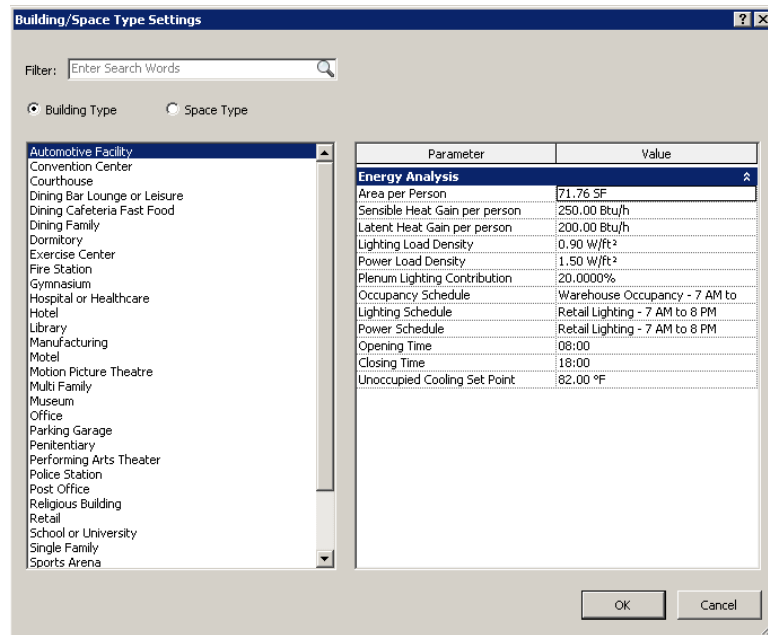 Building/Space Type Settings
Filter: Enter Search Words
Building Type Space Type
Automotive Facility
Convention Center
Courthouse
Dining Bar Lounge or Leisure
Dining Cafeteria Fast Food
Dining Family
Dormitory
Exercise Center
Fire Station
Gymnasium
Hospital or Healthcare
Hotel
Library
Manufacturing
Motel
Motion Picture Theatre
Multi Family
Museum
Office
Parking Garage
Penitentiary
Performing Arts Theater
Police Station
Post Office
Religious Building
Retail
School or University
Single Family
Sports Arena
Parameter Value
Energy Analysis
Area per Person 71.76 SF
Sensible Heat Gain per person 250.00 Btu/h
Latent Heat Gain per person 200.00 Btu/h
Lighting Load Density 0.90 W/ft²
Power Load Density 1.50 W/ft²
Plenum Lighting Contribution 20.0000%
Occupancy Schedule Warehouse Occupancy - 7 AM to
Lighting Schedule Retail Lighting - 7 AM to 8 PM
Power Schedule Retail Lighting - 7 AM to 8 PM
Opening Time 08:00
Closing Time 18:00
Unoccupied Cooling Set Point 82.00 °F
OK Cancel